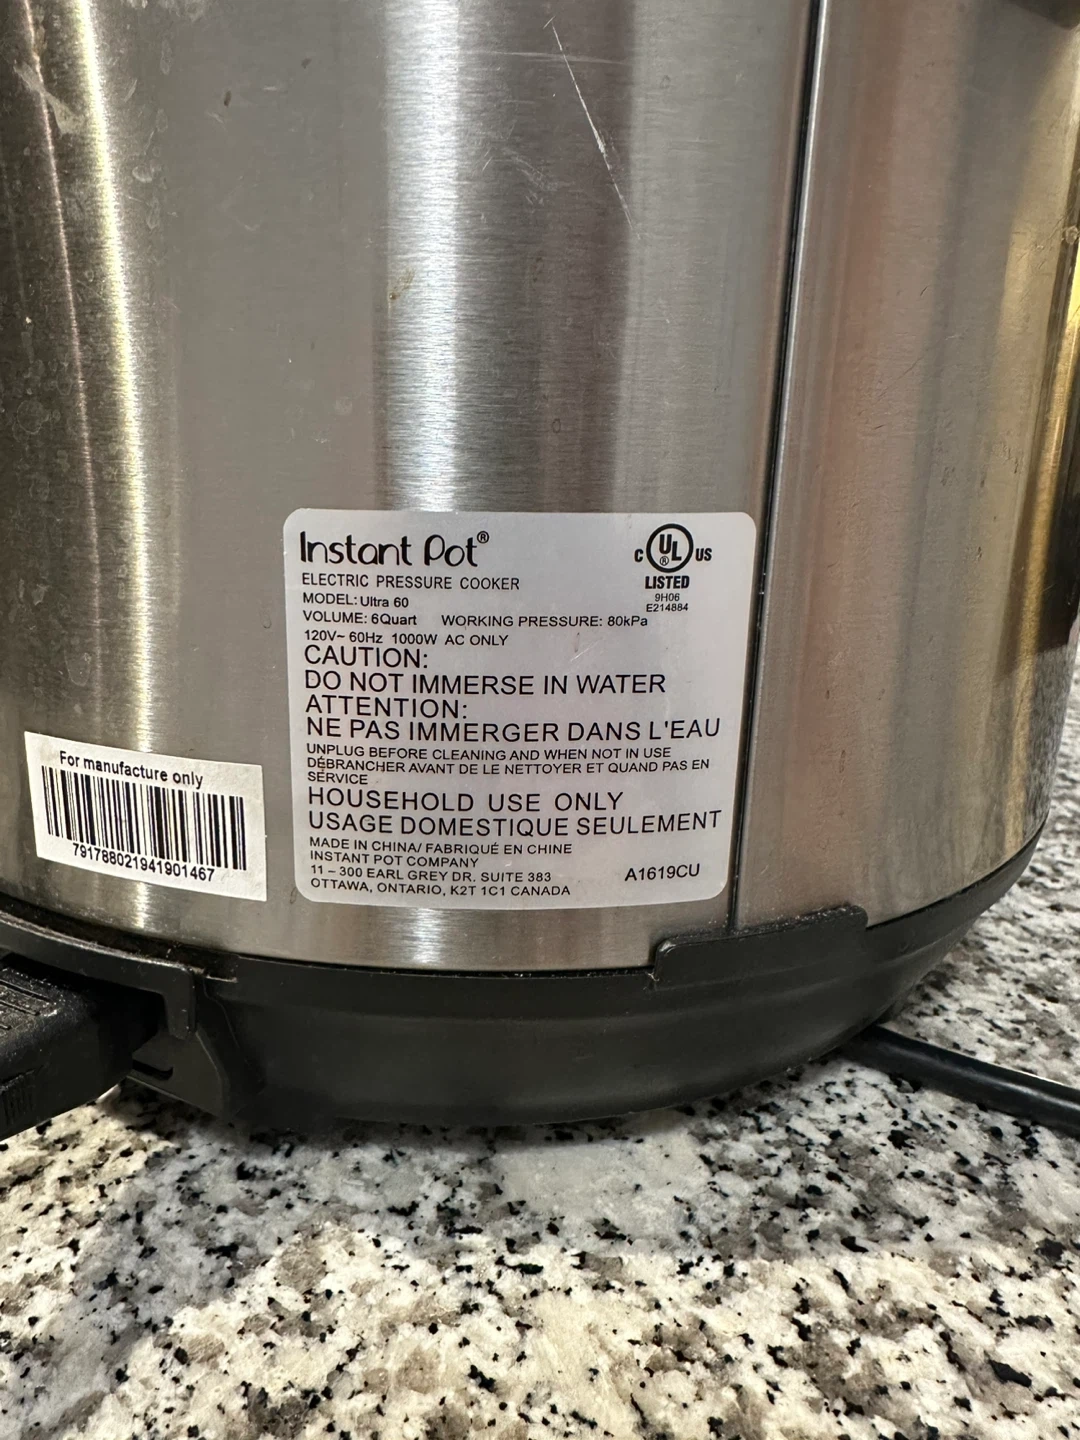 Instant Pot®
ELECTRIC PRESSURE COOKER
MODEL: Ultra 60
VOLUME: 6Quart WORKING PRESSURE: 80kPa
120V~ 60Hz 1000W AC ONLY
C UL ® US
LISTED
9H06
E214884
CAUTION:
DO NOT IMMERSE IN WATER
ATTENTION:
NE PAS IMMERGER DANS L'EAU
UNPLUG BEFORE CLEANING AND WHEN NOT IN USE
DÉBRANCHER AVANT DE LE NETTOYER ET QUAND PAS EN
SERVICE
HOUSEHOLD USE ONLY
USAGE DOMESTIQUE SEULEMENT
MADE IN CHINA/ FABRIQUÉ EN CHINE
INSTANT POT COMPANY
11 – 300 EARL GREY DR. SUITE 383
OTTAWA, ONTARIO, K2T 1C1 CANADA
A1619CU
For manufacture only
791788021941901467